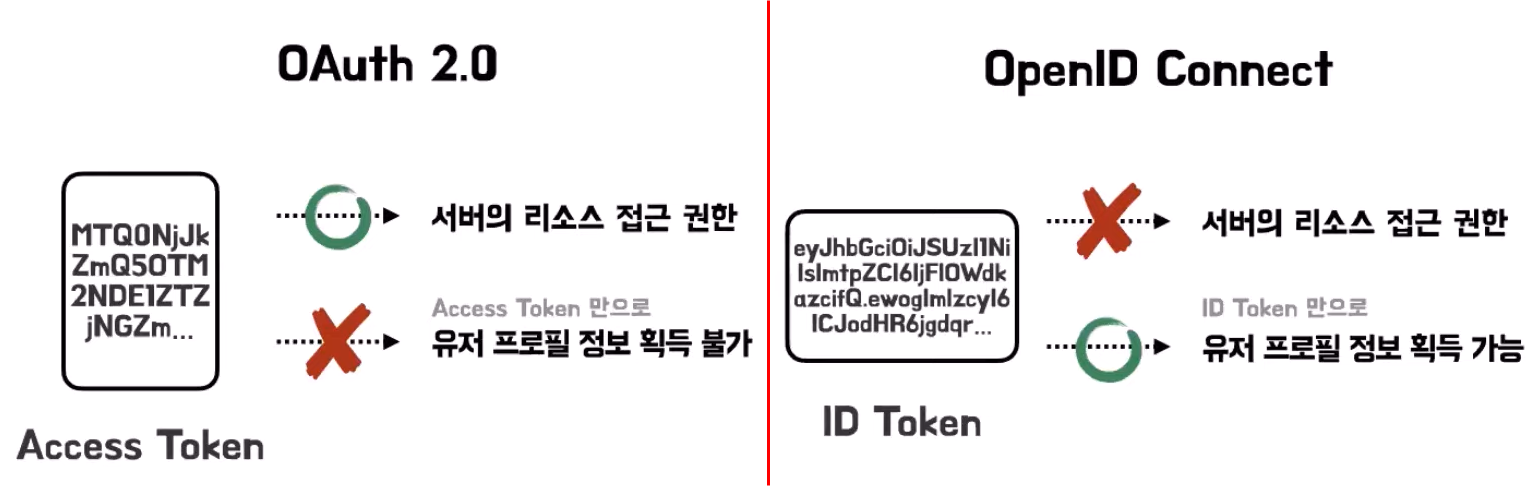 OAuth 2.0
MTQ0NjJk
ZmQ5OTM
2NDE1ZTZ
jNGZm...
Access Token
서버의 리소스 접근 권한
Access Token 만으로
유저 프로필 정보 획득 불가
OpenID Connect
eyJhbGciOiJSUzI1Ni
IsImtpZCI6IjFlOWdk
azcifQ.ewogImlzcyI6
ICJodHR6jgdqr...
ID Token
서버의 리소스 접근 권한
ID Token 만으로
유저 프로필 정보 획득 가능